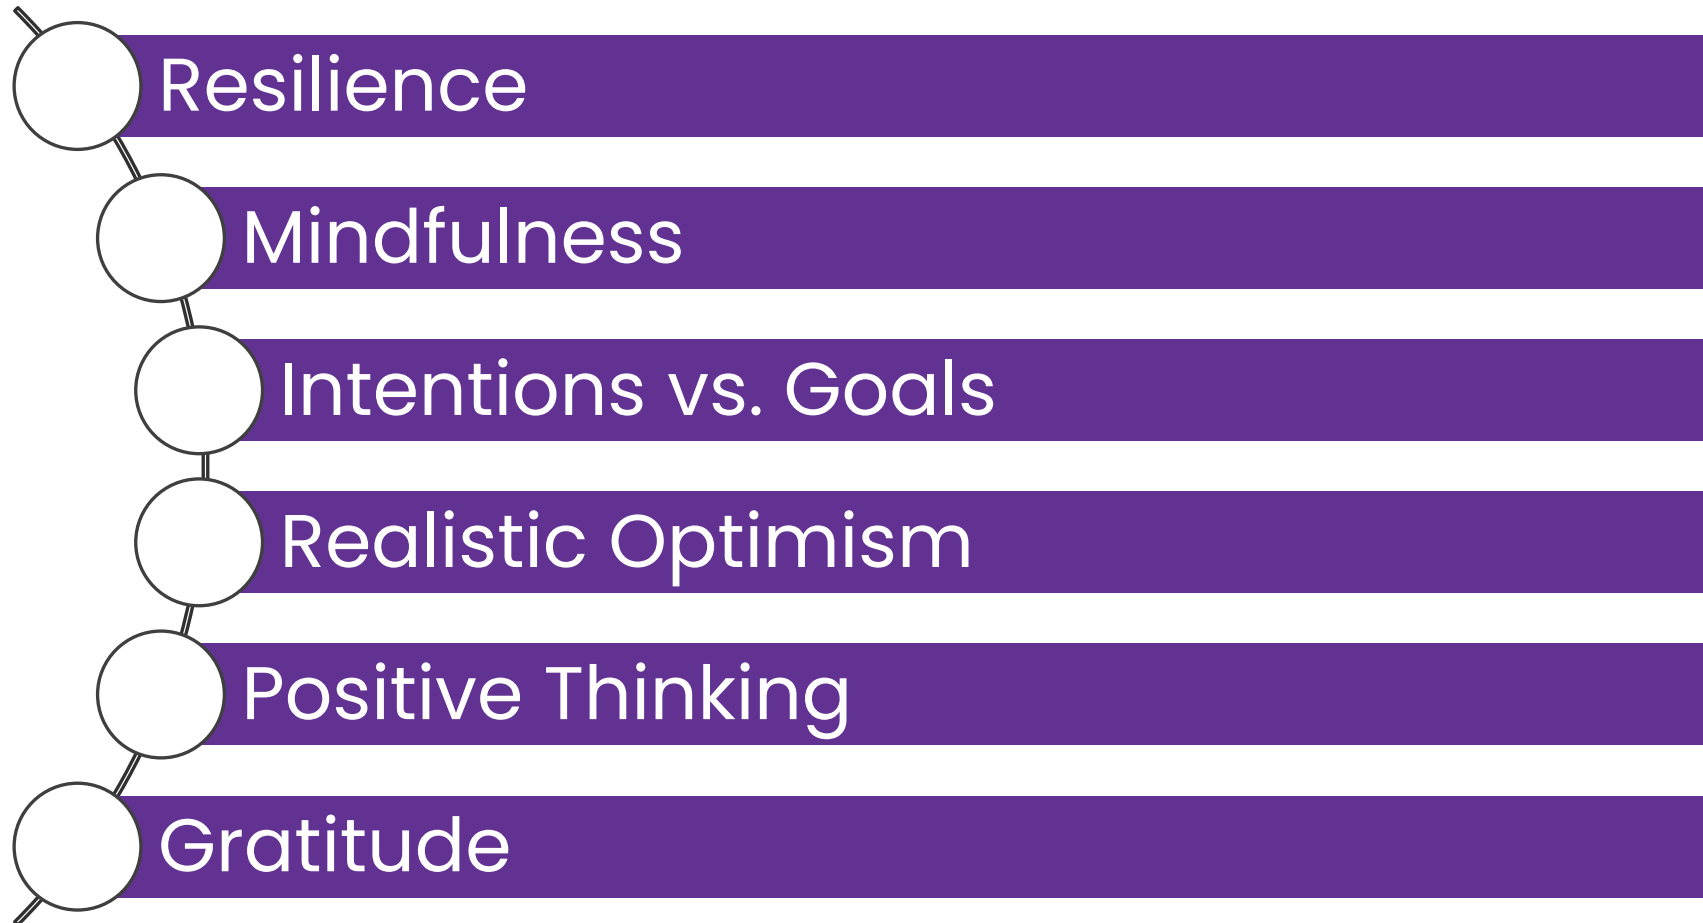 Resilience
Mindfulness
Intentions vs. Goals
Realistic Optimism
Positive Thinking
Gratitude